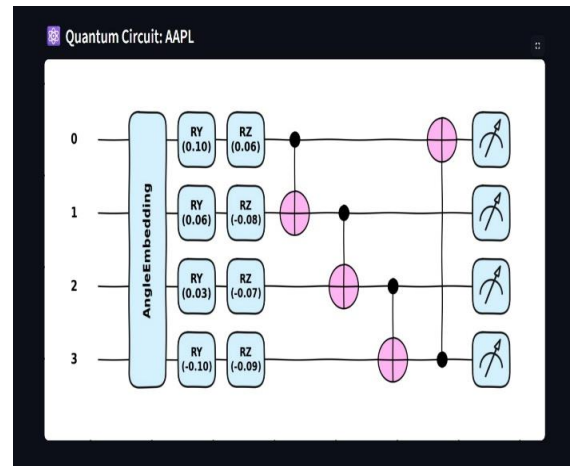 Quantum Circuit: AAPL
0
AngleEmbedding
RY
(0.10)
RZ
(0.06)
1
RY
(0.06)
RZ
(-0.08)
2
RY
(0.03)
RZ
(-0.07)
3
RY
(-0.10)
RZ
(-0.09)